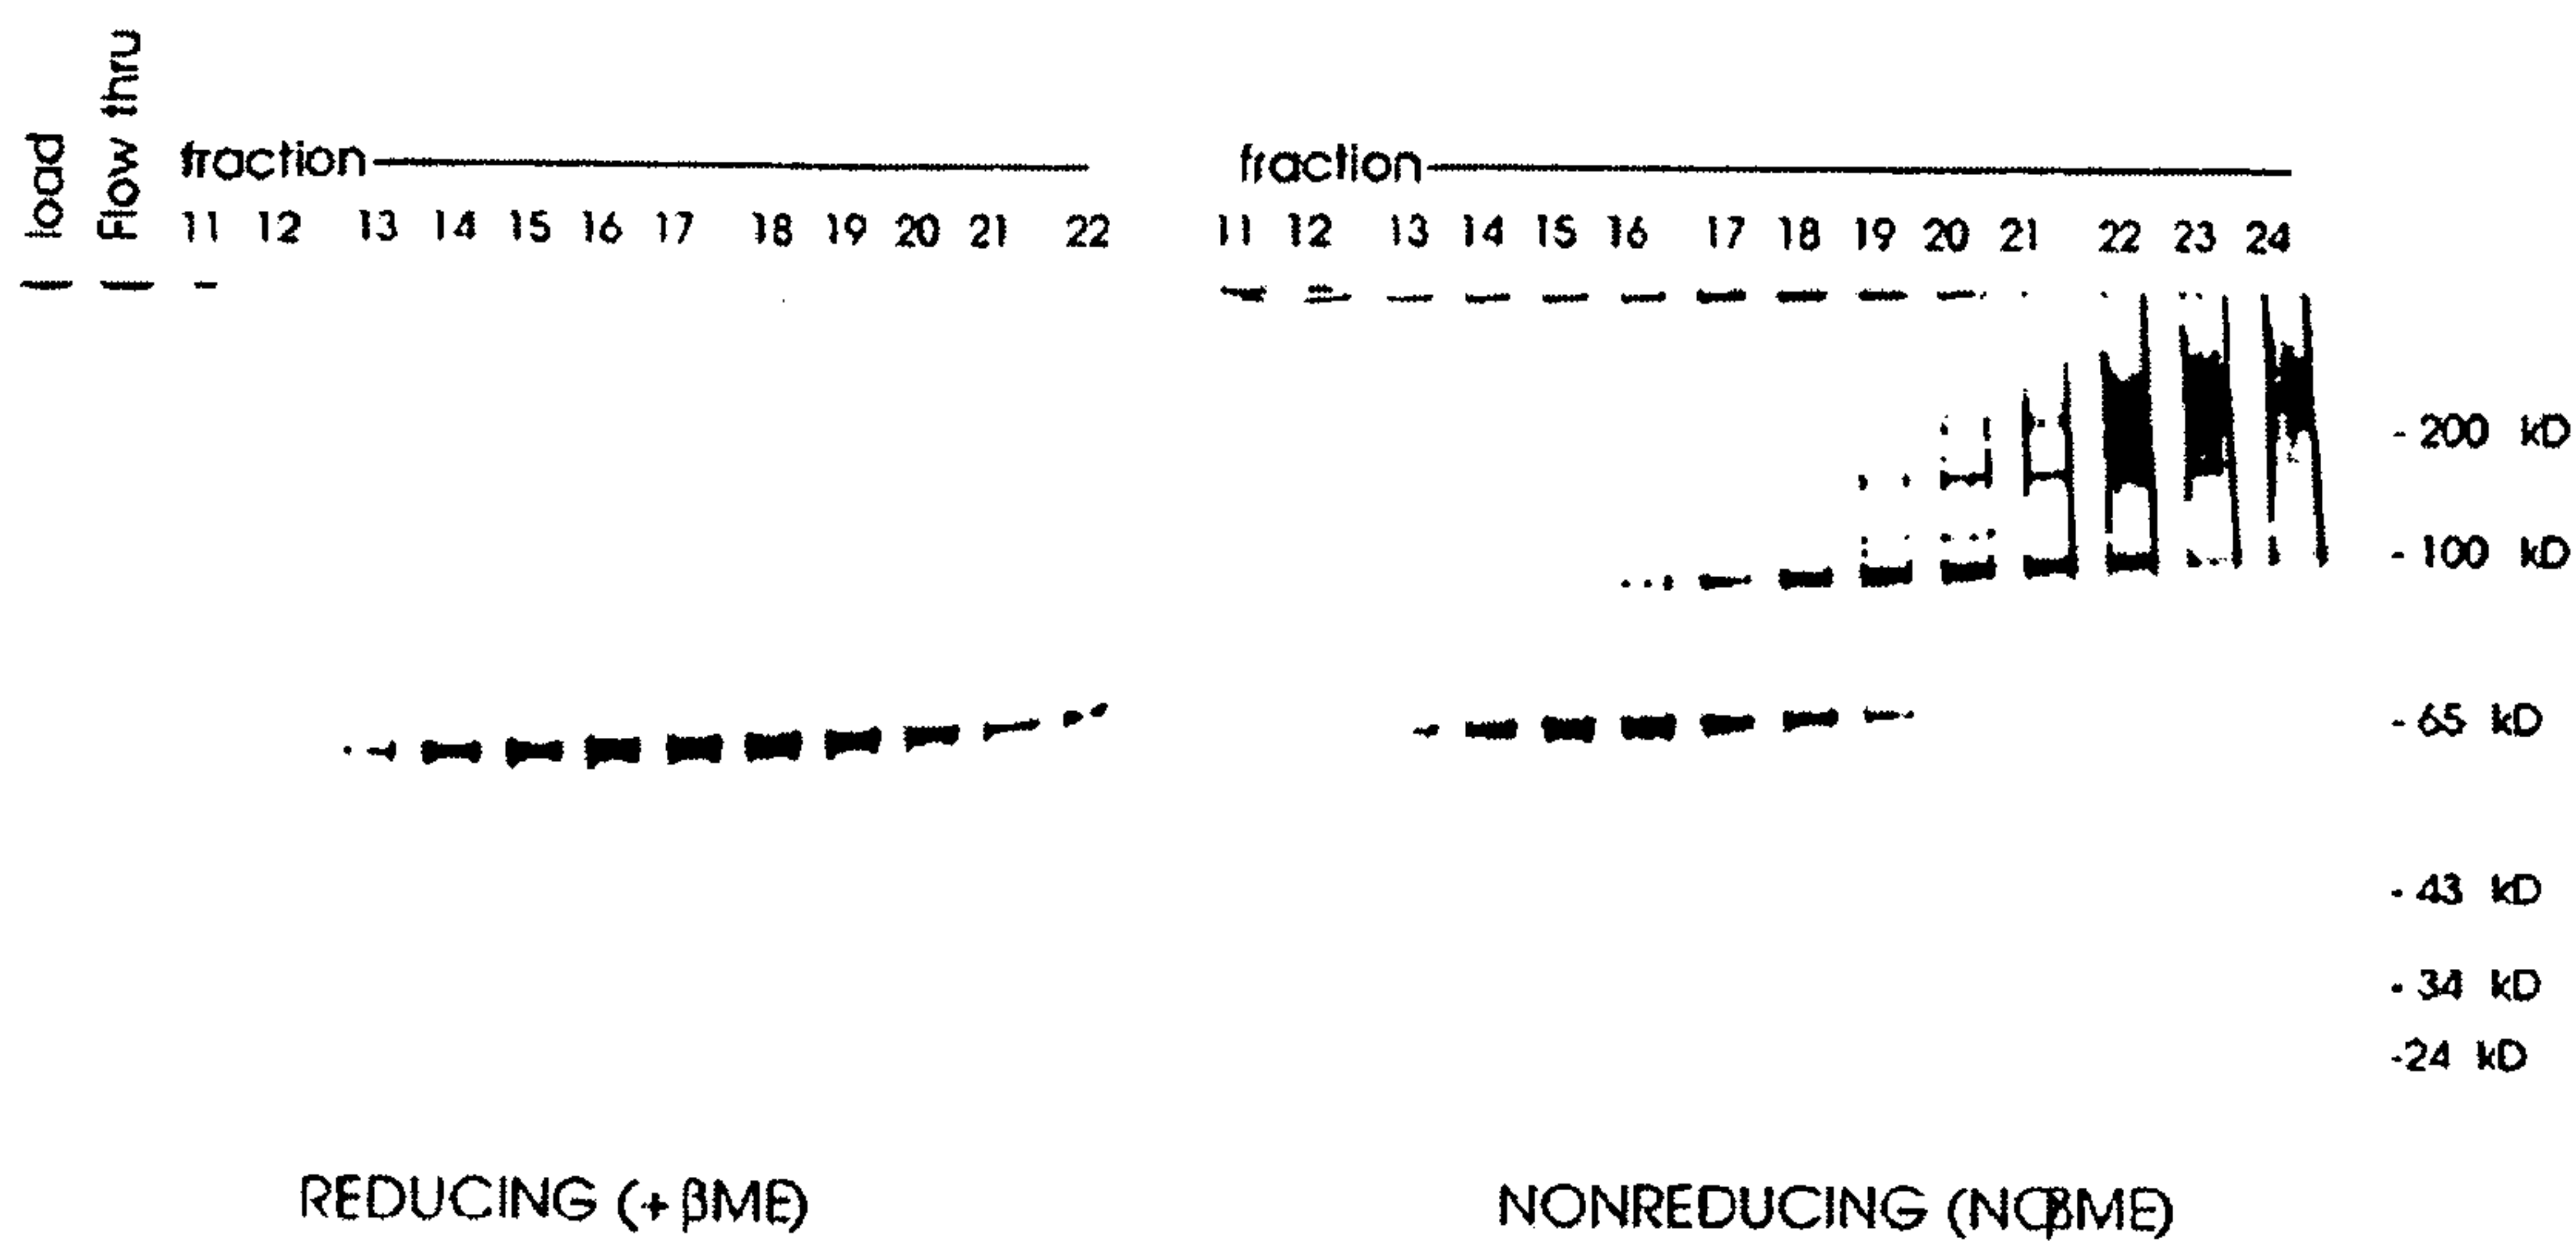 load Flow thru
fraction
11 12 13 14 15 16 17 18 19 20 21 22
fraction
11 12 13 14 15 16 17 18 19 20 21 22 23 24
- 200 kD
- 100 kD
- 65 kD
- 43 kD
- 34 kD
-24 kD
REDUCING (+ βME)
NONREDUCING (NOβME)